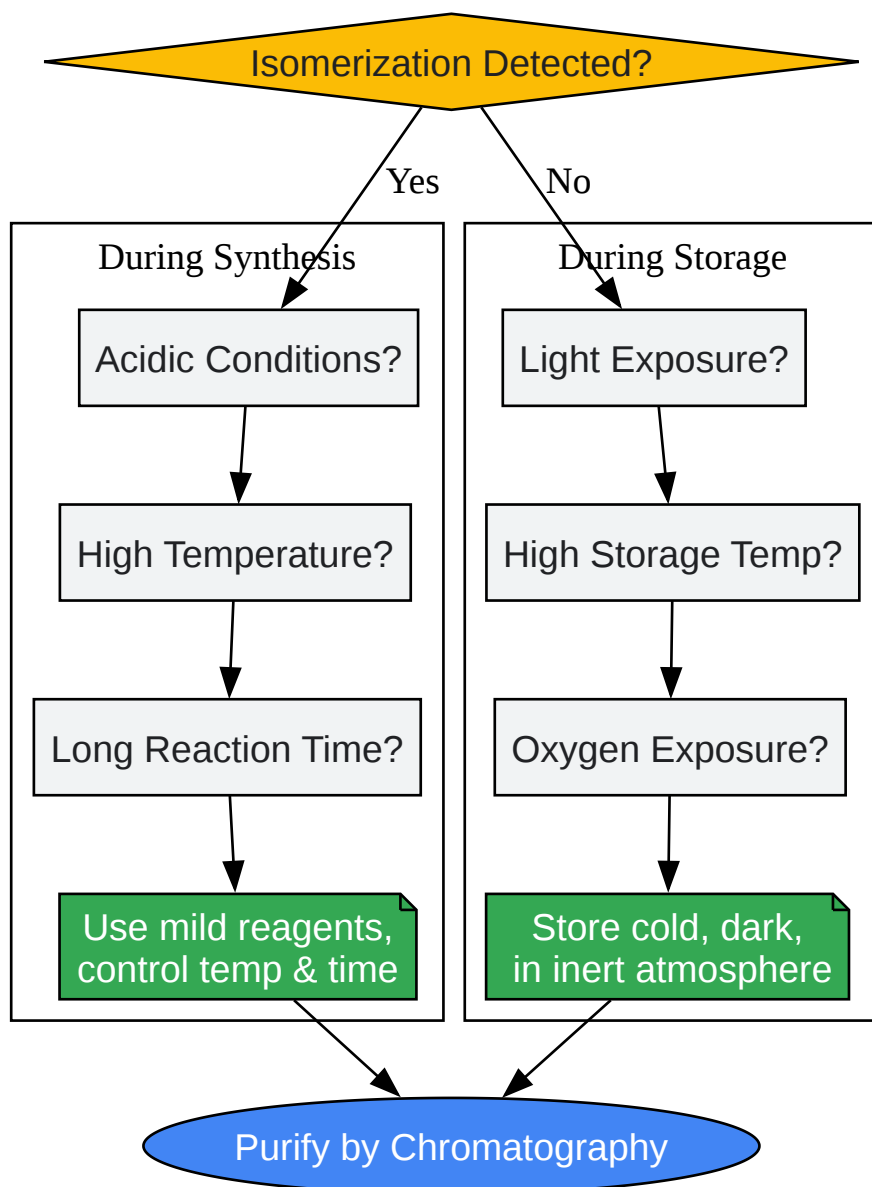 Isomerization Detected?
Yes
No
During Synthesis
During Storage
Acidic Conditions?
Light Exposure?
High Temperature?
High Storage Temp?
Long Reaction Time?
Oxygen Exposure?
Use mild reagents,
control temp & time
Store cold, dark,
in inert atmosphere
Purify by Chromatography